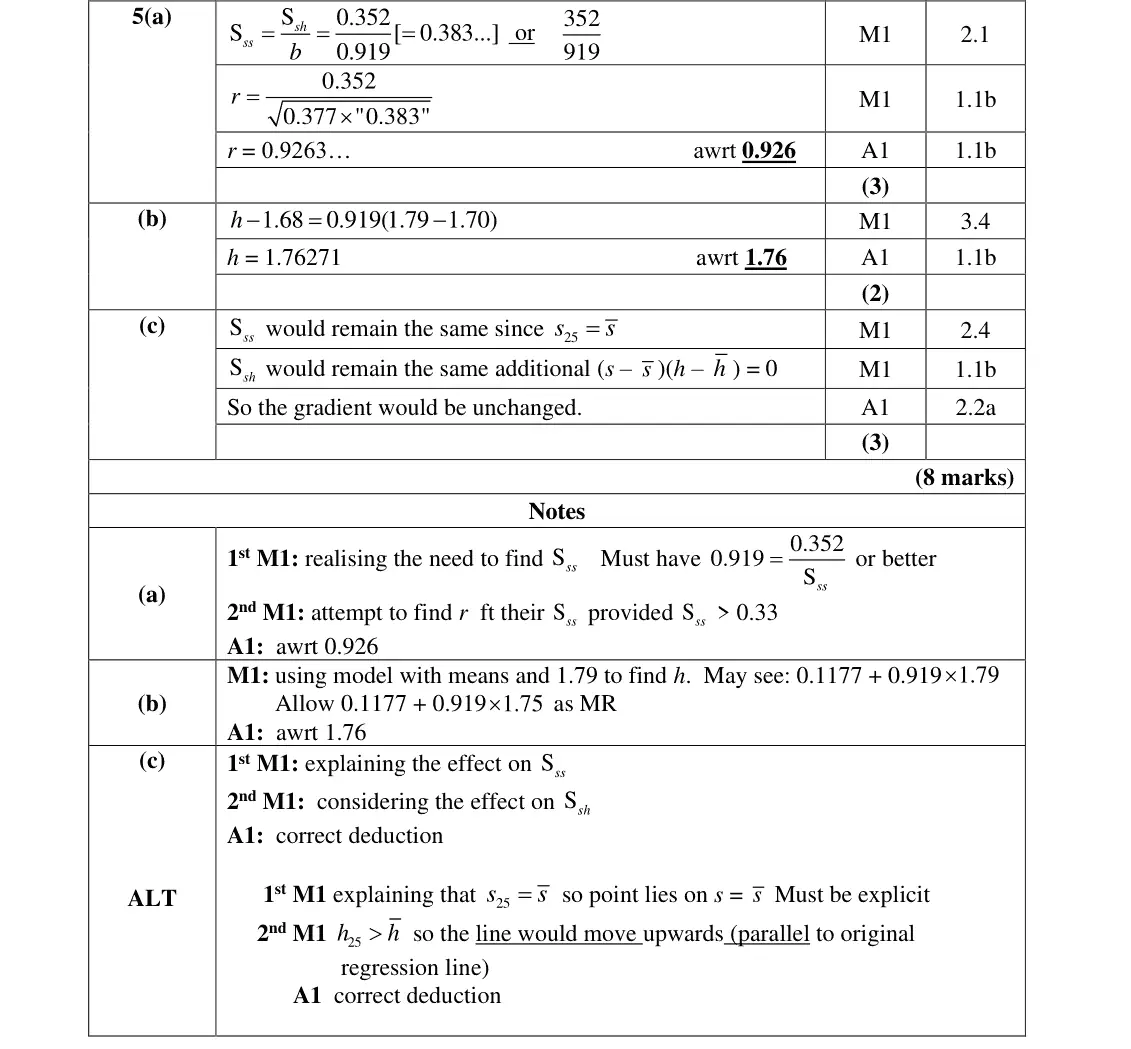 5(a) S_ss = S_sh / b = 0.352 / 0.919 [= 0.383...] or 352 / 919 M1 2.1
r = 0.352 / √(0.377 × "0.383") M1 1.1b
r = 0.9263… awrt 0.926 A1 1.1b
(3)
(b) h – 1.68 = 0.919(1.79 – 1.70) M1 3.4
h = 1.76271 awrt 1.76 A1 1.1b
(2)
(c) S_ss would remain the same since s_25 = s̅ M1 2.4
S_sh would remain the same additional (s – s̅ )(h – h̅ ) = 0 M1 1.1b
So the gradient would be unchanged. A1 2.2a
(3)
(8 marks)
Notes
(a) 1st M1: realising the need to find S_ss Must have 0.919 = 0.352 / S_ss or better
2nd M1: attempt to find r ft their S_ss provided S_ss > 0.33
A1: awrt 0.926
(b) M1: using model with means and 1.79 to find h. May see: 0.1177 + 0.919×1.79
Allow 0.1177 + 0.919×1.75 as MR
A1: awrt 1.76
(c) 1st M1: explaining the effect on S_ss
2nd M1: considering the effect on S_sh
A1: correct deduction
ALT 1st M1 explaining that s_25 = s̅ so point lies on s = s̅ Must be explicit
2nd M1 h_25 > h̅ so the line would move upwards (parallel to original
regression line)
A1 correct deduction